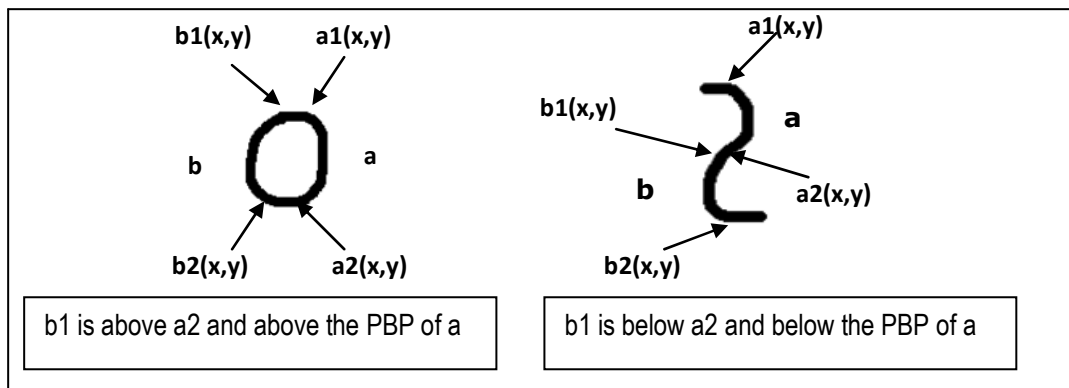 b1(x,y) a1(x,y)
b a
b2(x,y) a2(x,y)
b1 is above a2 and above the PBP of a
a1(x,y)
b1(x,y) a
b a2(x,y)
b2(x,y)
b1 is below a2 and below the PBP of a